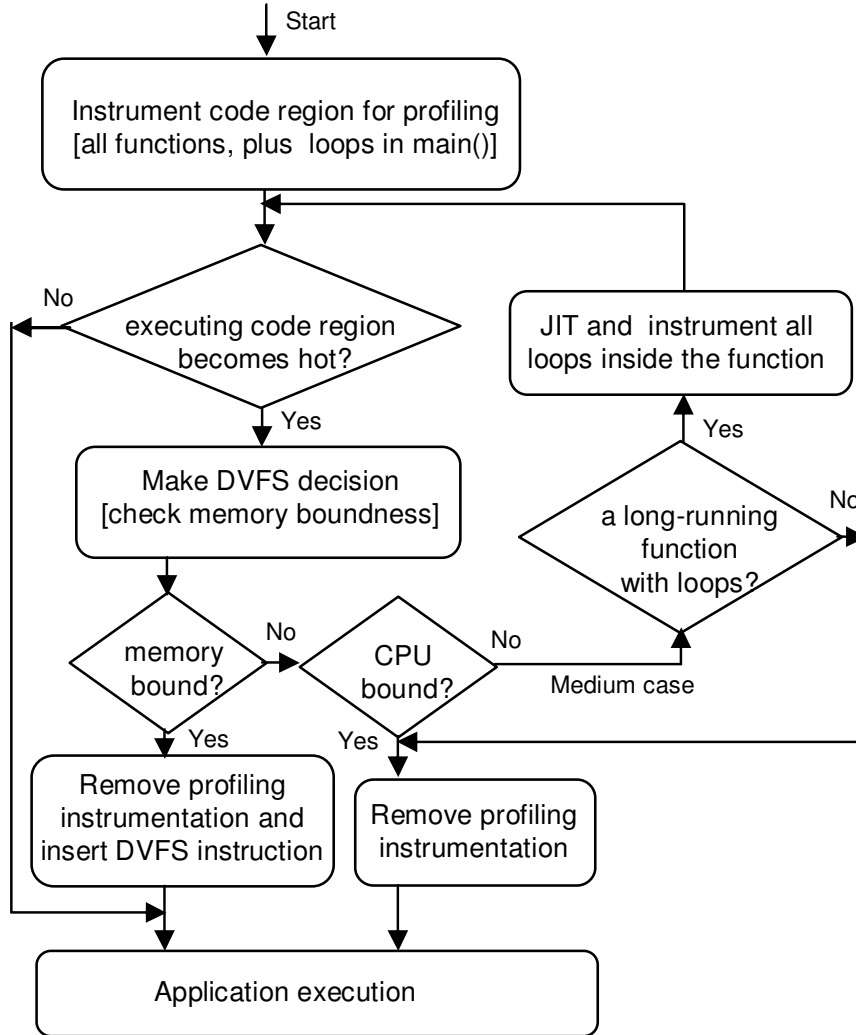 Start
Instrument code region for profiling
[all functions, plus loops in main()]
No
executing code region
becomes hot?
Yes
JIT and instrument all
loops inside the function
Yes
Make DVFS decision
[check memory boundness]
a long-running
function
with loops?
No
memory
bound?
No
CPU
bound?
No
Medium case
Yes
Yes
Remove profiling
instrumentation and
insert DVFS instruction
Remove profiling
instrumentation
Application execution